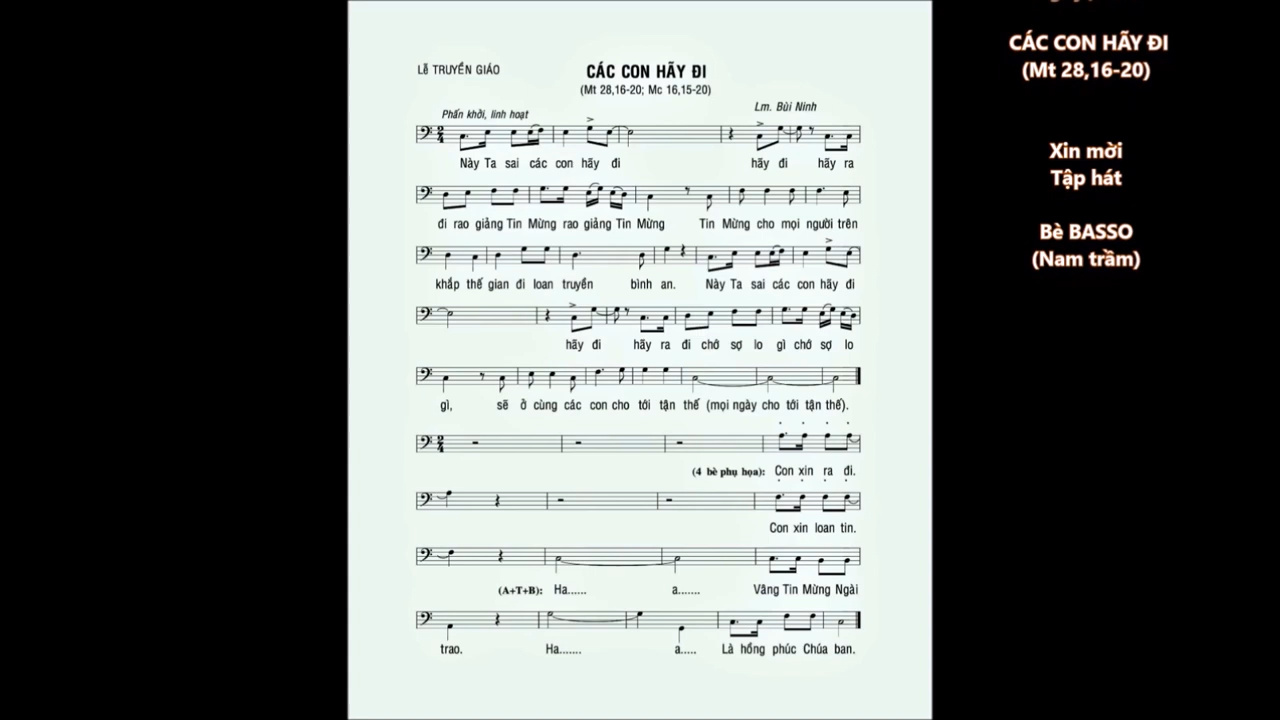 LỄ TRUYỀN GIÁO
CÁC CON HÃY ĐI
(Mt 28,16-20; Mc 16,15-20)
Phấn khởi, linh hoạt
Lm. Bùi Ninh
Này Ta sai các con hãy đi hãy đi hãy ra
đi rao giảng Tin Mừng rao giảng Tin Mừng Tin Mừng cho mọi người trên
khắp thế gian đi loan truyền bình an. Này Ta sai các con hãy đi
hãy đi hãy ra đi chớ sợ lo gì chớ sợ lo
gì, sẽ ở cùng các con cho tới tận thế (mọi ngày cho tới tận thế).
(4 bè phụ họa): Con xin ra đi.
Con xin loan tin.
(A+T+B): Ha...... a....... Vâng Tin Mừng Ngài
trao. Ha....... a..... Là hồng phúc Chúa ban.
CÁC CON HÃY ĐI
(Mt 28,16-20)
Xin mời
Tập hát
Bè BASSO
(Nam trầm)